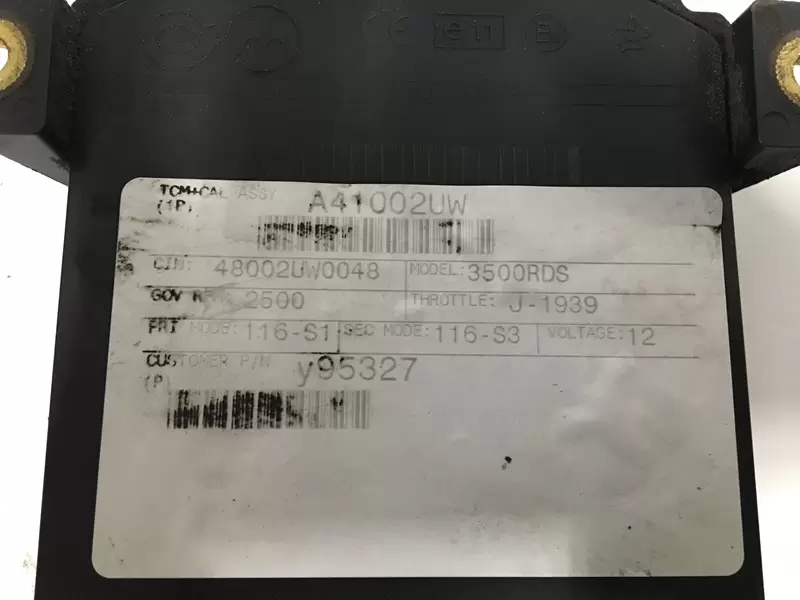 e11
TCM+CAL ASSY A41002UW
(1P)
CIN: 48002UW0048 MODEL: 3500RDS
GOV 2500 THROTTLE: J-1939
PRI MODE: 116-S1 SEC MODE: 116-S3 VOLTAGE: 12
CUSTOMER P/N y95327
(P)